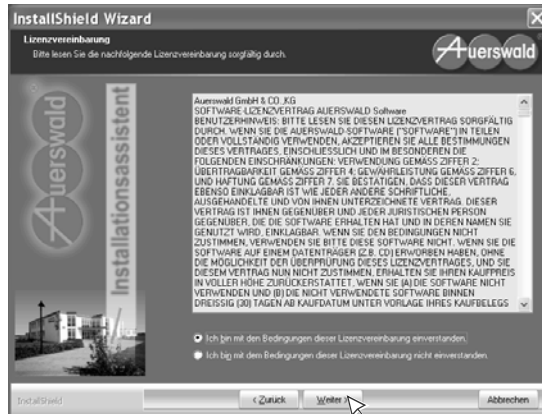 InstallShield Wizard
Lizenzvereinbarung
Bitte lesen Sie die nachfolgende Lizenzvereinbarung sorgfältig durch.
Auerswald
Auerswald
Installationsassistent
Auerswald GmbH & CO._KG
SOFTWARE-LIZENZVERTRAG AUERSWALD Software
BENUTZERHINWEIS: BITTE LESEN SIE DIESEN LIZENZVERTRAG SORGFÄLTIG
DURCH. WENN SIE DIE AUERSWALD-SOFTWARE ("SOFTWARE") IN TEILEN
ODER VOLLSTÄNDIG VERWENDEN, AKZEPTIEREN SIE ALLE BESTIMMUNGEN
DIESES VERTRAGES, EINSCHLIESSLICH UND IM BESONDEREN DIE
FOLGENDEN EINSCHRÄNKUNGEN: VERWENDUNG GEMÄSS ZIFFER 2;
ÜBERTRAGBARKEIT GEMÄSS ZIFFER 4; GEWÄHRLEISTUNG GEMÄSS ZIFFER 6,
UND HAFTUNG GEMÄSS ZIFFER 7. SIE BESTÄTIGEN, DASS DIESER VERTRAG
EBENSO EINKLAGBAR IST WIE JEDER ANDERE SCHRIFTLICHE,
AUSGEHANDELTE UND VON IHNEN UNTERZEICHNETE VERTRAG. DIESER
VERTRAG IST IHNEN GEGENÜBER UND JEDER JURISTISCHEN PERSON
GEGENÜBER, DIE DIE SOFTWARE ERHALTEN HAT UND IN DEREN NAMEN SIE
GENUTZT WIRD, EINKLAGBAR. WENN SIE DEN BEDINGUNGEN NICHT
ZUSTIMMEN, VERWENDEN SIE BITTE DIESE SOFTWARE NICHT. WENN SIE DIE
SOFTWARE AUF EINEM DATENTRÄGER (Z.B. CD) ERWORBEN HABEN, OHNE
DIE MÖGLICHKEIT DER ÜBERPRÜFUNG DIESES LIZENZVERTRAGES, UND SIE
DIESEM VERTRAG NUN NICHT ZUSTIMMEN, ERHALTEN SIE IHREN KAUFPREIS
IN VOLLER HÖHE ZURÜCKERSTATTET, WENN SIE (A) DIE SOFTWARE NICHT
VERWENDEN UND (B) DIE NICHT VERWENDETE SOFTWARE BINNEN
DREISSIG (30) TAGEN AB KAUFDATUM UNTER VORLAGE IHRES KAUFBELEGS
Ich bin mit den Bedingungen dieser Lizenzvereinbarung einverstanden.
Ich big mit den Bedingungen dieser Lizenzvereinbarung nicht einverstanden.
InstallShield
< Zurück
Weiter >
Abbrechen